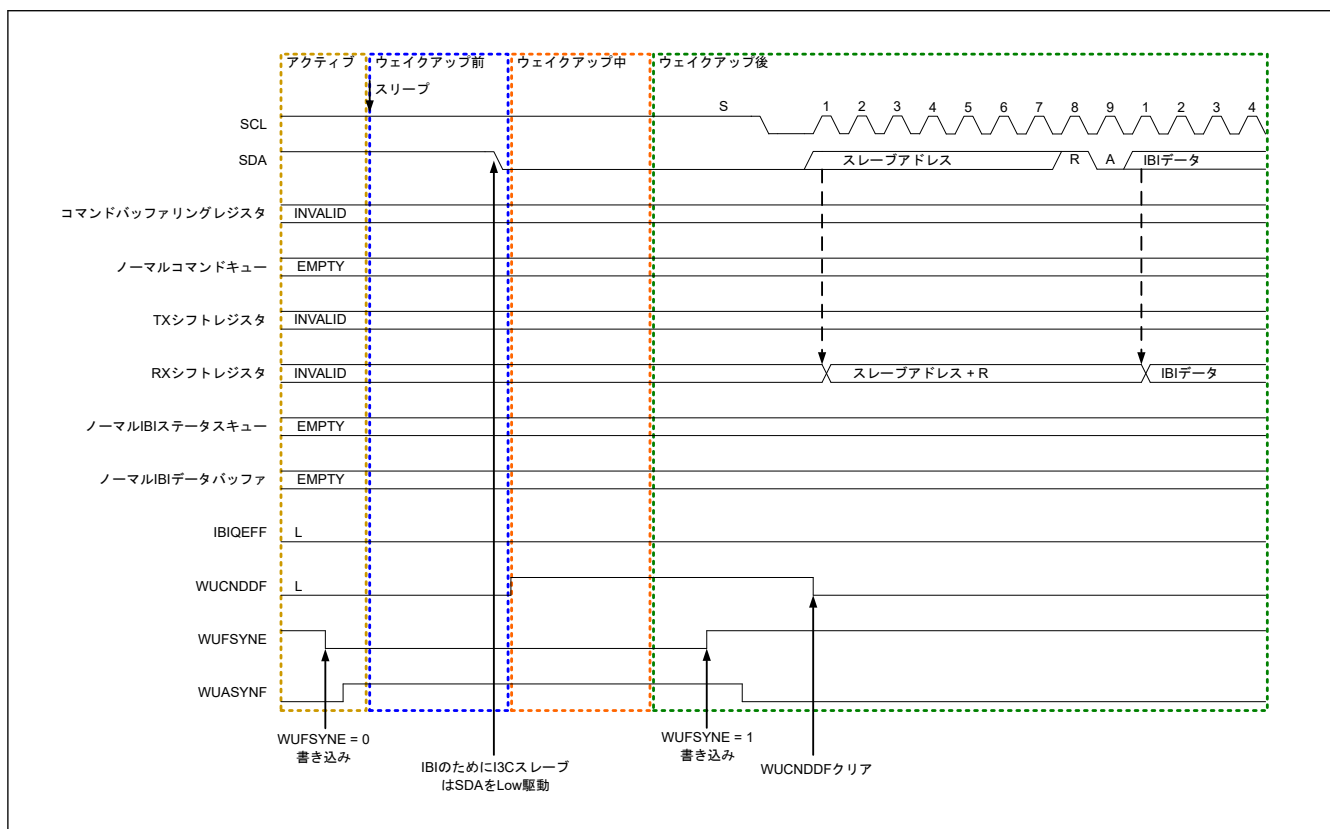 アクティブ ウェイクアップ前 ウェイクアップ中 ウェイクアップ後
スリープ
S 1 2 3 4 5 6 7 8 9 1 2 3 4
SCL
SDA スレーブアドレス R A IBIデータ
コマンドバッファリングレジスタ INVALID
ノーマルコマンドキュー EMPTY
TXシフトレジスタ INVALID
RXシフトレジスタ INVALID スレーブアドレス + R IBIデータ
ノーマルIBIステータスキュー EMPTY
ノーマルIBIデータバッファ EMPTY
IBIQEFF L
WUCNDDF L
WUFSYNE
WUASYNF
WUFSYNE = 0
書き込み
IBIのためにI3Cスレーブ
はSDAをLow駆動
WUFSYNE = 1
書き込み
WUCNDDFクリア